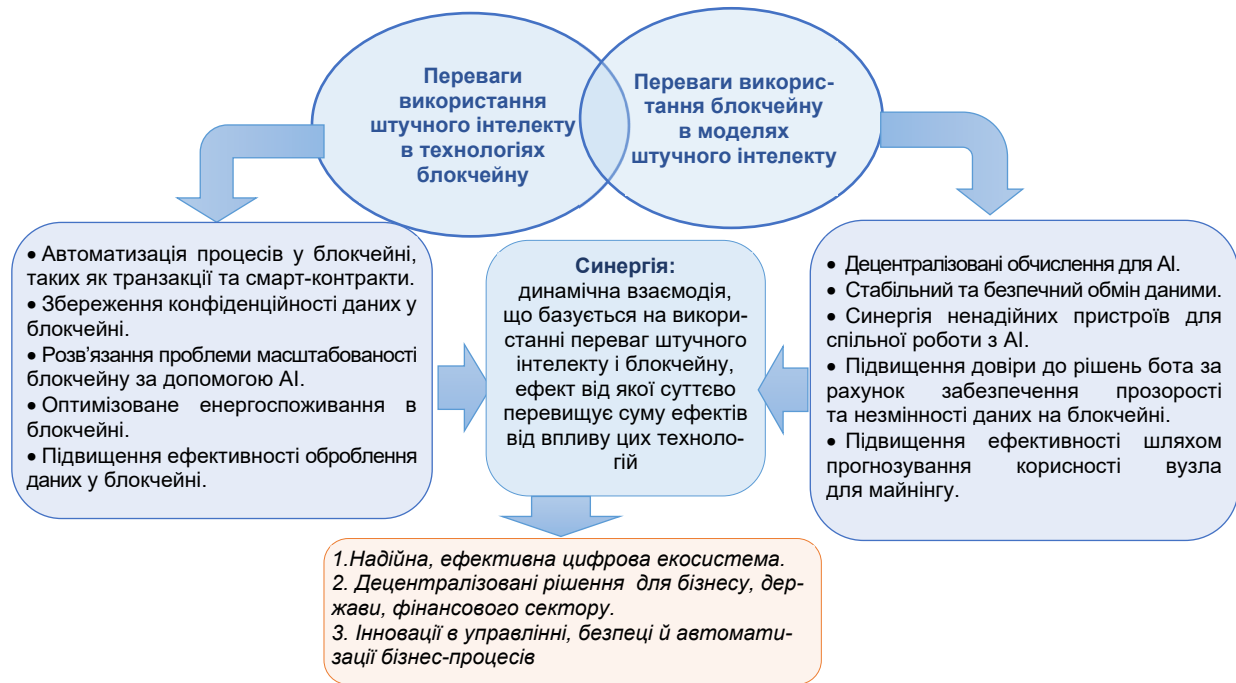 Переваги
використання
штучного інтелекту
в технологіях
блокчейну
Переваги викорис-
тання блокчейну
в моделях
штучного інтелекту
• Автоматизація процесів у блокчейні,
таких як транзакції та смарт-контракти.
• Збереження конфіденційності даних у
блокчейні.
• Розв’язання проблеми масштабованості
блокчейну за допомогою AI.
• Оптимізоване енергоспоживання в
блокчейні.
• Підвищення ефективності оброблення
даних у блокчейні.
Синергія:
динамічна взаємодія,
що базується на викори-
станні переваг штучного
інтелекту і блокчейну,
ефект від якої суттєво
перевищує суму ефектів
від впливу цих техноло-
гій
• Децентралізовані обчислення для AI.
• Стабільний та безпечний обмін даними.
• Синергія ненадійних пристроїв для
спільної роботи з AI.
• Підвищення довіри до рішень бота за
рахунок забезпечення прозорості
та незмінності даних на блокчейні.
• Підвищення ефективності шляхом
прогнозування корисності вузла
для майнінгу.
1.Надійна, ефективна цифрова екосистема.
2. Децентралізовані рішення для бізнесу, дер-
жави, фінансового сектору.
3. Інновації в управлінні, безпеці й автомати-
зації бізнес-процесів